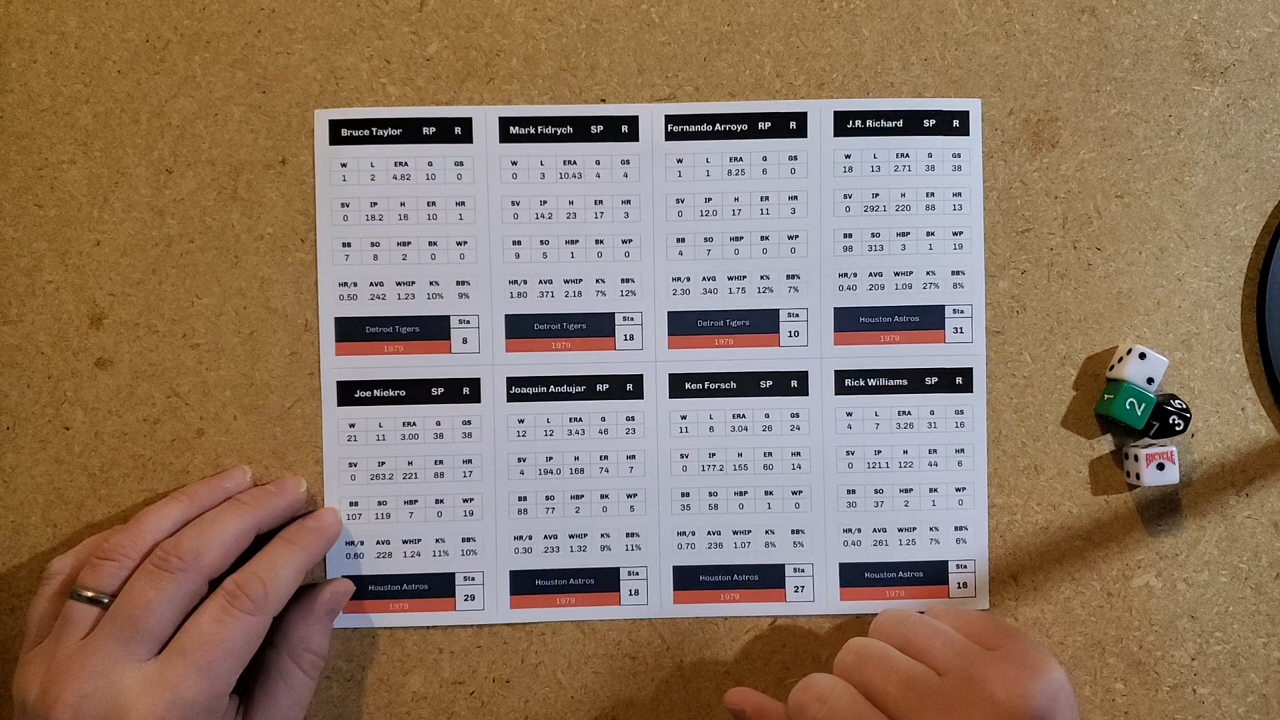 Bruce Taylor RP R
W L ERA G GS
1 2 4.82 10 0
SV IP H ER HR
0 18.2 16 10 1
BB SO HBP BK WP
7 8 2 0 0
HR/9 AVG WHIP K% BB%
0.50 .242 1.23 10% 9%
Detroit Tigers
1979
Sta
8
Mark Fidrych SP R
W L ERA G GS
0 3 10.43 4 4
SV IP H ER HR
0 14.2 23 17 3
BB SO HBP BK WP
9 5 1 0 0
HR/9 AVG WHIP K% BB%
1.80 .371 2.18 7% 12%
Detroit Tigers
1979
Sta
18
Fernando Arroyo RP R
W L ERA G GS
1 1 8.25 6 0
SV IP H ER HR
0 12.0 17 11 3
BB SO HBP BK WP
4 7 0 0 0
HR/9 AVG WHIP K% BB%
2.30 .340 1.75 12% 7%
Detroit Tigers
1979
Sta
10
J.R. Richard SP R
W L ERA G GS
18 13 2.71 38 38
SV IP H ER HR
0 292.1 220 88 13
BB SO HBP BK WP
98 313 3 1 19
HR/9 AVG WHIP K% BB%
0.40 .209 1.09 27% 8%
Houston Astros
1979
Sta
31
Joe Niekro SP R
W L ERA G GS
21 11 3.00 38 38
SV IP H ER HR
0 263.2 221 88 17
BB SO HBP BK WP
107 119 7 0 19
HR/9 AVG WHIP K% BB%
0.60 .228 1.24 11% 10%
Houston Astros
1979
Sta
29
Joaquin Andujar RP R
W L ERA G GS
12 12 3.43 46 23
SV IP H ER HR
4 194.0 168 74 7
BB SO HBP BK WP
88 77 2 0 5
HR/9 AVG WHIP K% BB%
0.30 .233 1.32 9% 11%
Houston Astros
1979
Sta
18
Ken Forsch SP R
W L ERA G GS
11 6 3.04 26 24
SV IP H ER HR
0 177.2 155 60 14
BB SO HBP BK WP
35 58 0 1 0
HR/9 AVG WHIP K% BB%
0.70 .236 1.07 8% 5%
Houston Astros
1979
Sta
27
Rick Williams SP R
W L ERA G GS
4 7 3.26 31 16
SV IP H ER HR
0 121.1 122 44 6
BB SO HBP BK WP
30 37 2 1 0
HR/9 AVG WHIP K% BB%
0.40 .261 1.25 7% 6%
Houston Astros
1979
Sta
16
1 2
BICYCLE